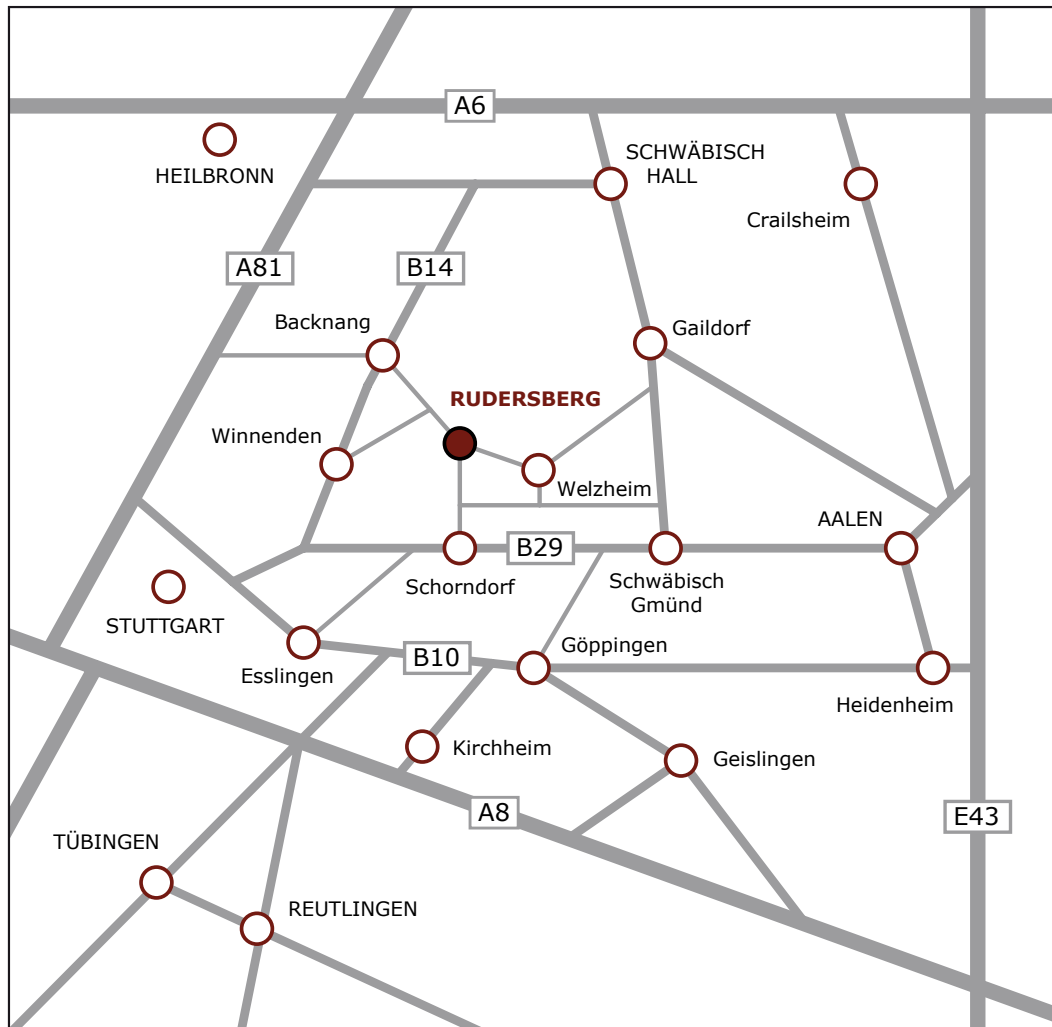 A6
HEILBRONN
SCHWÄBISCH
HALL
Crailsheim
A81
B14
Backnang
Gaildorf
RUDERSBERG
Winnenden
Welzheim
AALEN
B29
Schorndorf
Schwäbisch
Gmünd
STUTTGART
Esslingen
B10
Göppingen
Heidenheim
Kirchheim
Geislingen
A8
E43
TÜBINGEN
REUTLINGEN